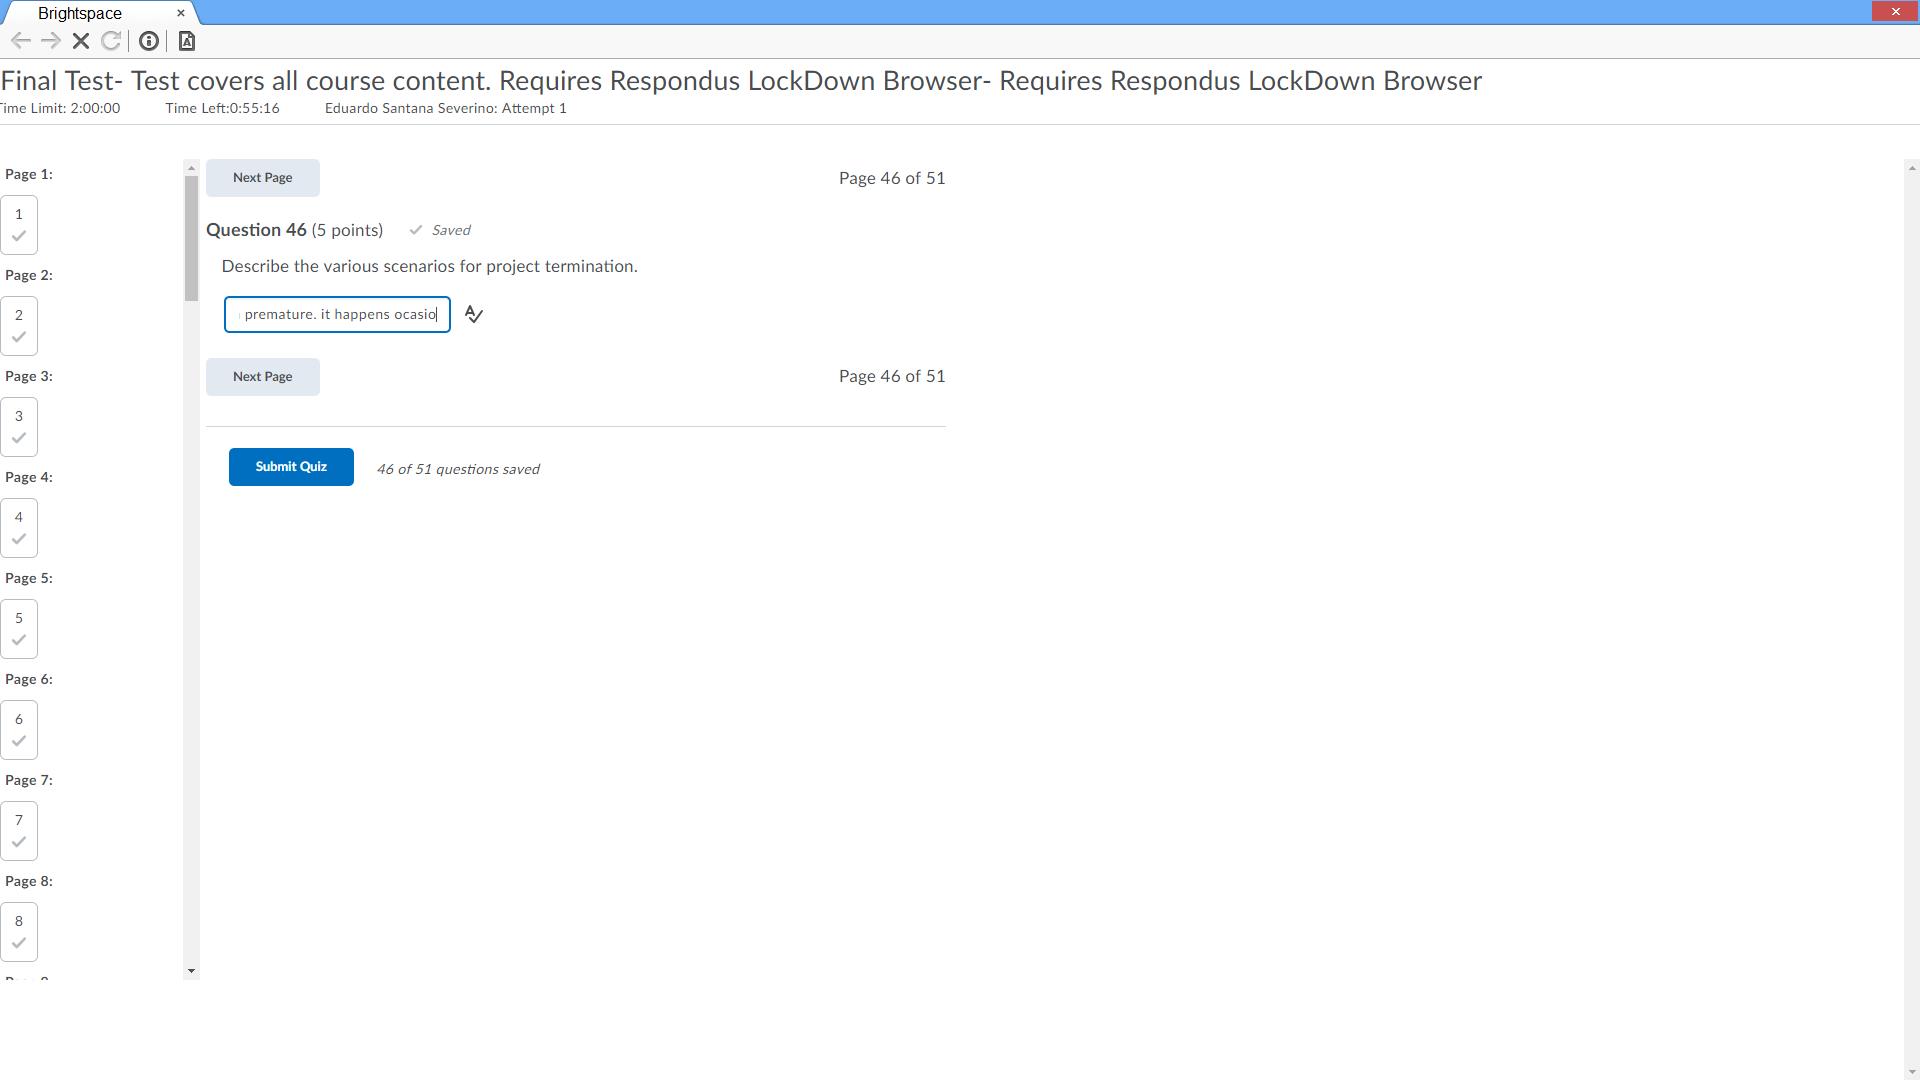 Brightspace
Final Test- Test covers all course content. Requires Respondus LockDown Browser- Requires Respondus LockDown Browser
Time Limit: 2:00:00 Time Left:0:55:16 Eduardo Santana Severino: Attempt 1
Page 1:
1
Page 2:
2
Page 3:
3
Page 4:
4
Page 5:
5
Page 6:
6
Page 7:
7
Page 8:
8
Next Page Page 46 of 51
Question 46 (5 points) Saved
Describe the various scenarios for project termination.
premature. it happens ocasio
Next Page Page 46 of 51
Submit Quiz 46 of 51 questions saved